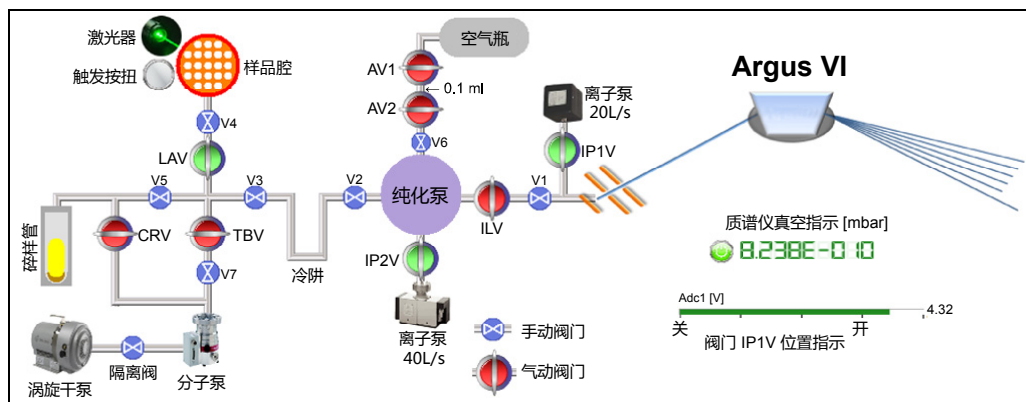 激光器
触发按扭
样品腔
V4
LAV
V5
V3
V2
碎样管
CRV
TBV
V7
冷阱
涡旋干泵
隔离阀
分子泵
空气瓶
AV1
← 0.1 ml
AV2
V6
纯化泵
ILV
V1
IP2V
离子泵
40L/s
离子泵
20L/s
IP1V
手动阀门
气动阀门
Argus VI
质谱仪真空指示 [mbar]
8.238E-010
Adc1 [V]
4.32
关
开
阀门 IP1V 位置指示